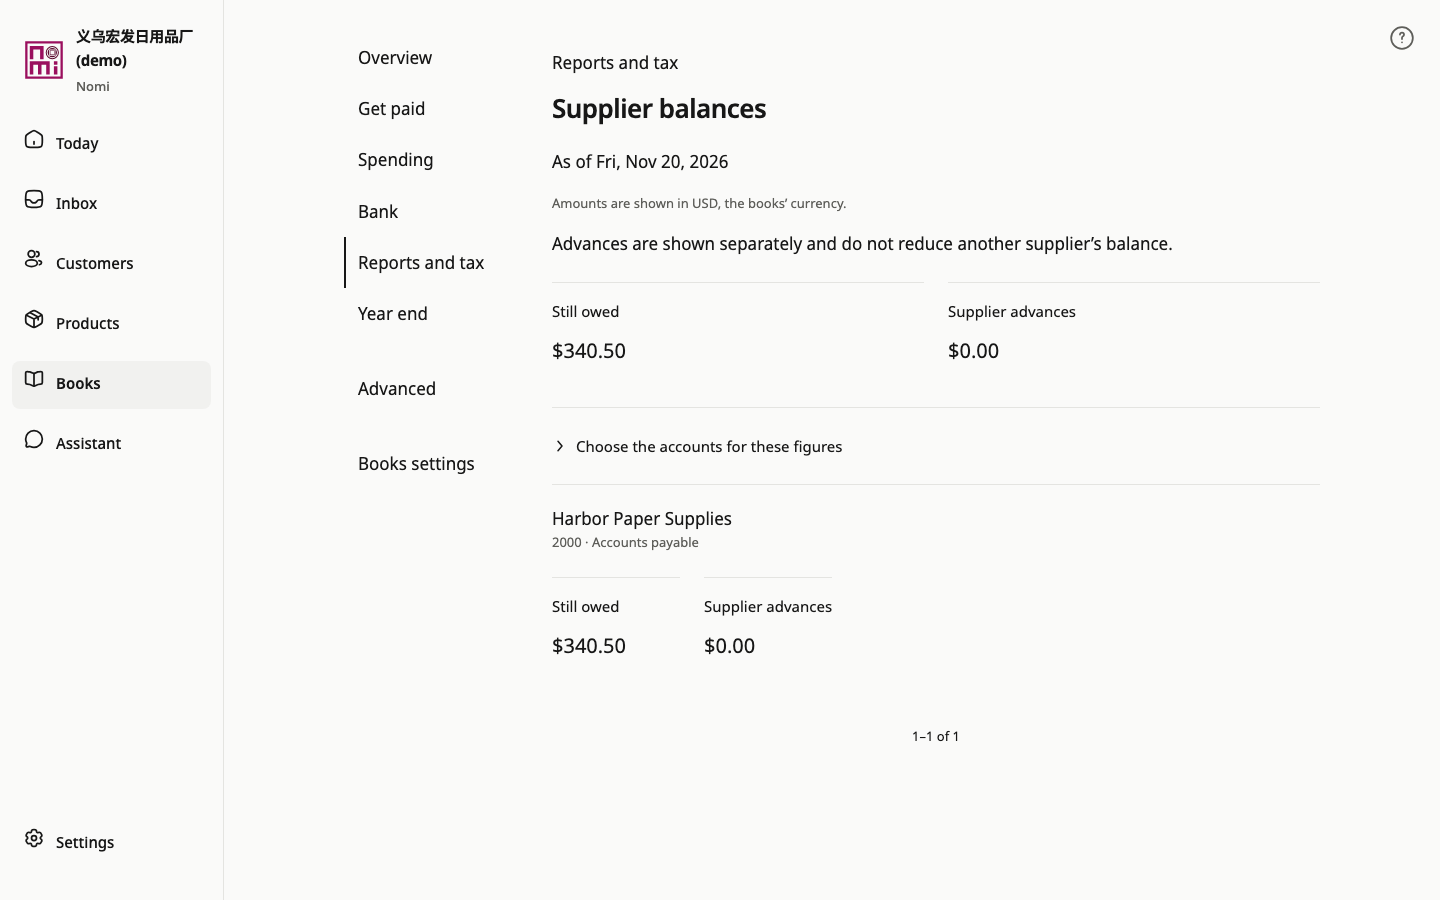 义乌宏发日用品厂
(demo)
Nomi
Today
Inbox
Customers
Products
Books
Assistant
Settings
Overview
Get paid
Spending
Bank
Reports and tax
Year end
Advanced
Books settings
Reports and tax
Supplier balances
As of Fri, Nov 20, 2026
Amounts are shown in USD, the books’ currency.
Advances are shown separately and do not reduce another supplier’s balance.
Still owed
$340.50
Supplier advances
$0.00
Choose the accounts for these figures
Harbor Paper Supplies
2000 · Accounts payable
Still owed
$340.50
Supplier advances
$0.00
1–1 of 1